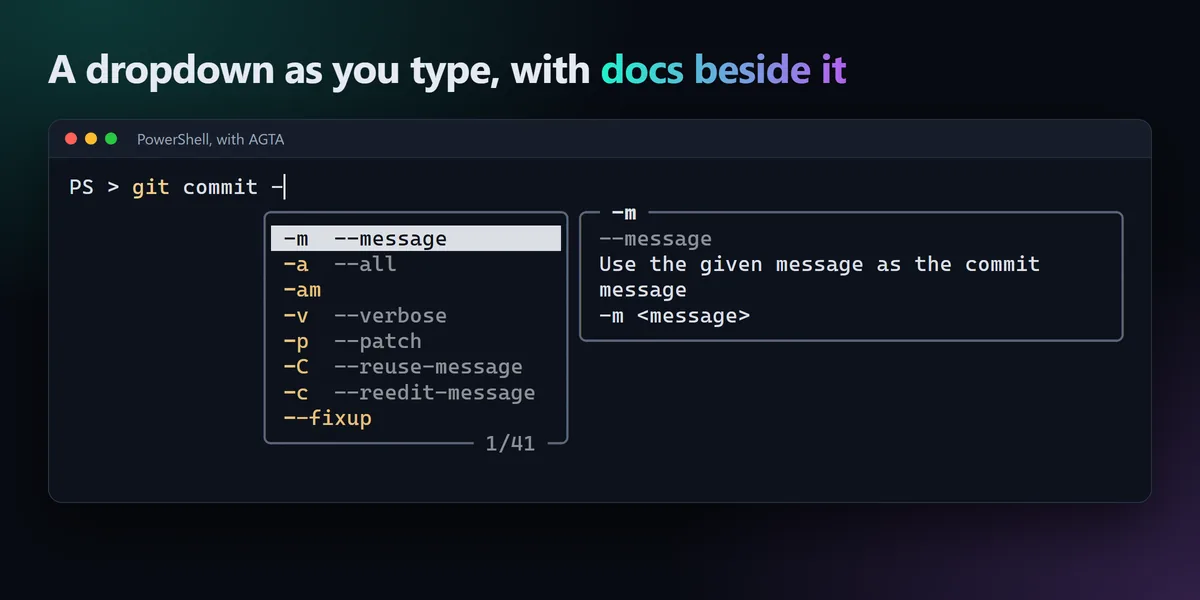 A dropdown as you type, with docs beside it
PowerShell, with AGTA
PS > git commit -
-m --message
-a --all
-am
-v --verbose
-p --patch
-C --reuse-message
-c --reedit-message
--fixup
1/41
-m
--message
Use the given message as the commit
message
-m <message>